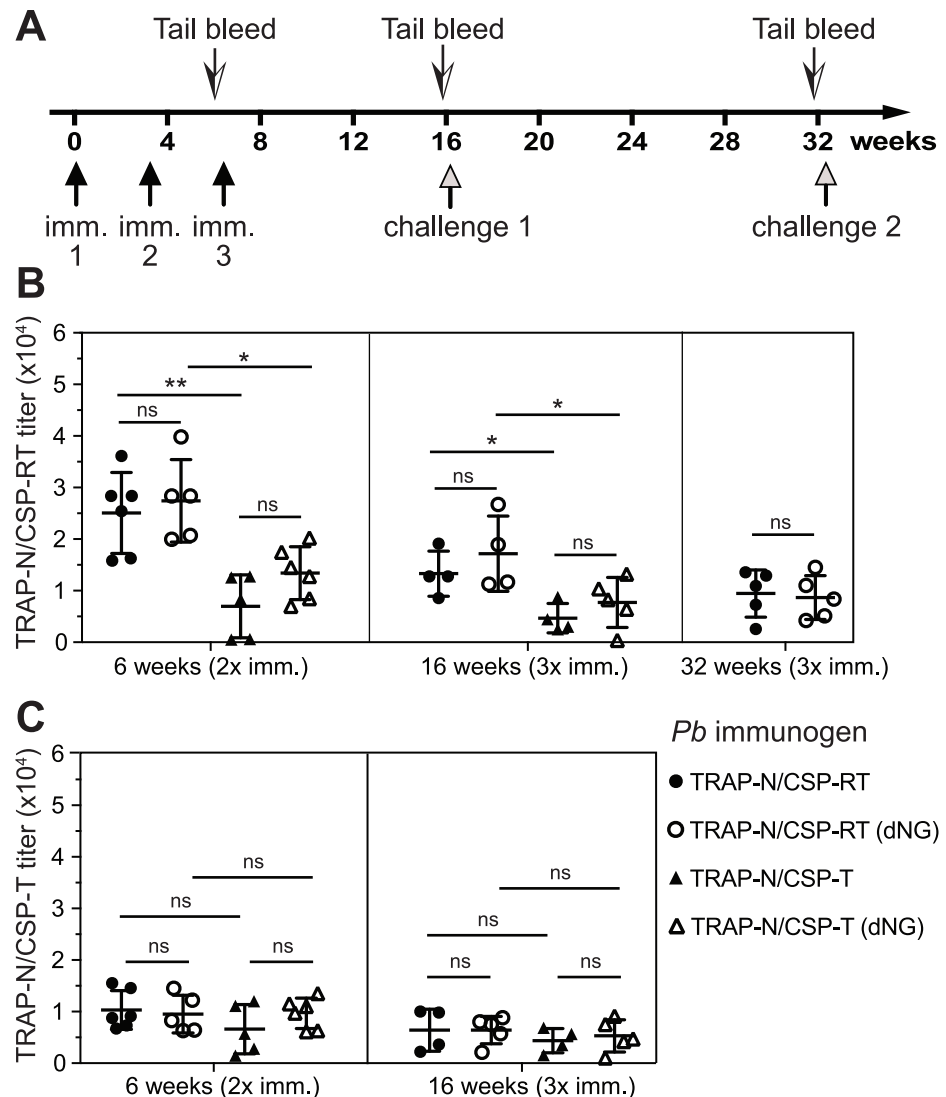 A
Tail bleed Tail bleed Tail bleed
0 4 8 12 16 20 24 28 32 weeks
imm. imm. imm. challenge 1 challenge 2
1 2 3
B
TRAP-N/CSP-RT titer (x10⁴)
6
5
4
3
2
1
0
*
**
ns
ns
*
*
ns
ns
ns
6 weeks (2x imm.) 16 weeks (3x imm.) 32 weeks (3x imm.)
C
TRAP-N/CSP-T titer (x10⁴)
6
5
4
3
2
1
0
ns
ns
ns ns
ns
ns
ns ns
6 weeks (2x imm.) 16 weeks (3x imm.)
Pb immunogen
TRAP-N/CSP-RT
TRAP-N/CSP-RT (dNG)
TRAP-N/CSP-T
TRAP-N/CSP-T (dNG)